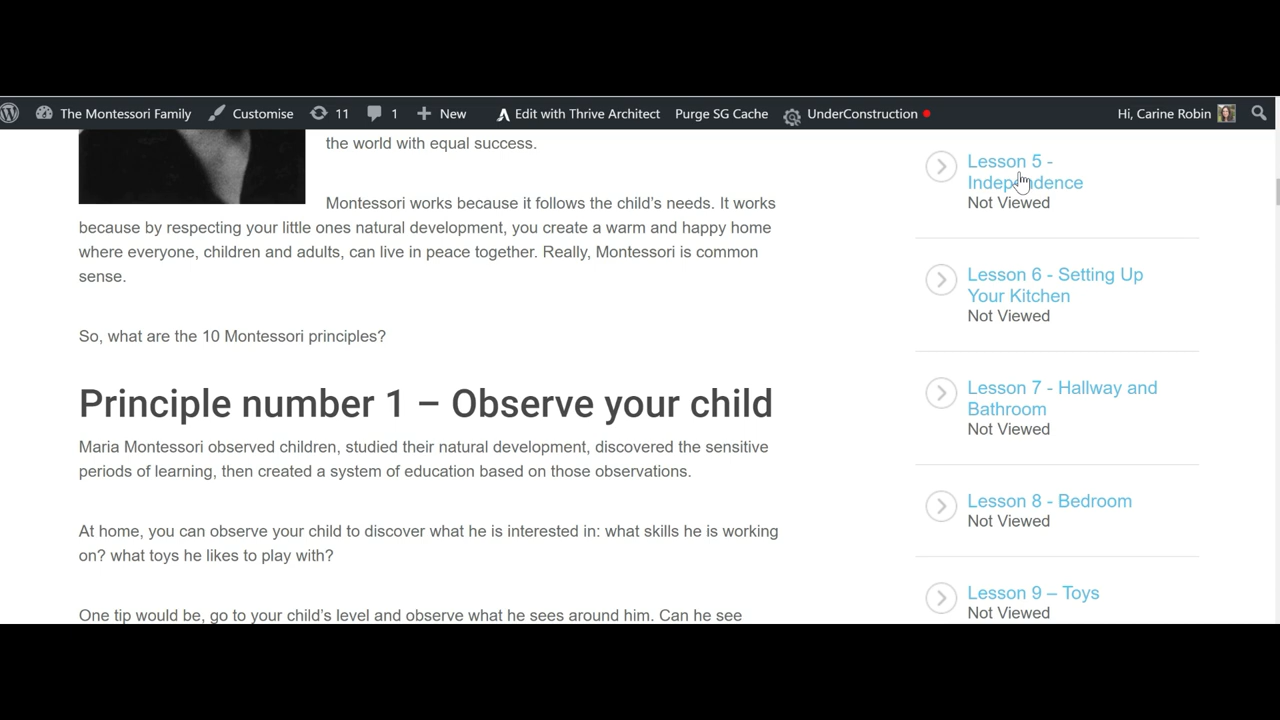 The Montessori Family Customise 11 1 New Edit with Thrive Architect Purge SG Cache UnderConstruction Hi, Carine Robin
the world with equal success.
Montessori works because it follows the child’s needs. It works
because by respecting your little ones natural development, you create a warm and happy home
where everyone, children and adults, can live in peace together. Really, Montessori is common
sense.
So, what are the 10 Montessori principles?
Principle number 1 – Observe your child
Maria Montessori observed children, studied their natural development, discovered the sensitive
periods of learning, then created a system of education based on those observations.
At home, you can observe your child to discover what he is interested in: what skills he is working
on? what toys he likes to play with?
One tip would be, go to your child’s level and observe what he sees around him. Can he see
Lesson 5 -
Independence
Not Viewed
Lesson 6 - Setting Up
Your Kitchen
Not Viewed
Lesson 7 - Hallway and
Bathroom
Not Viewed
Lesson 8 - Bedroom
Not Viewed
Lesson 9 – Toys
Not Viewed